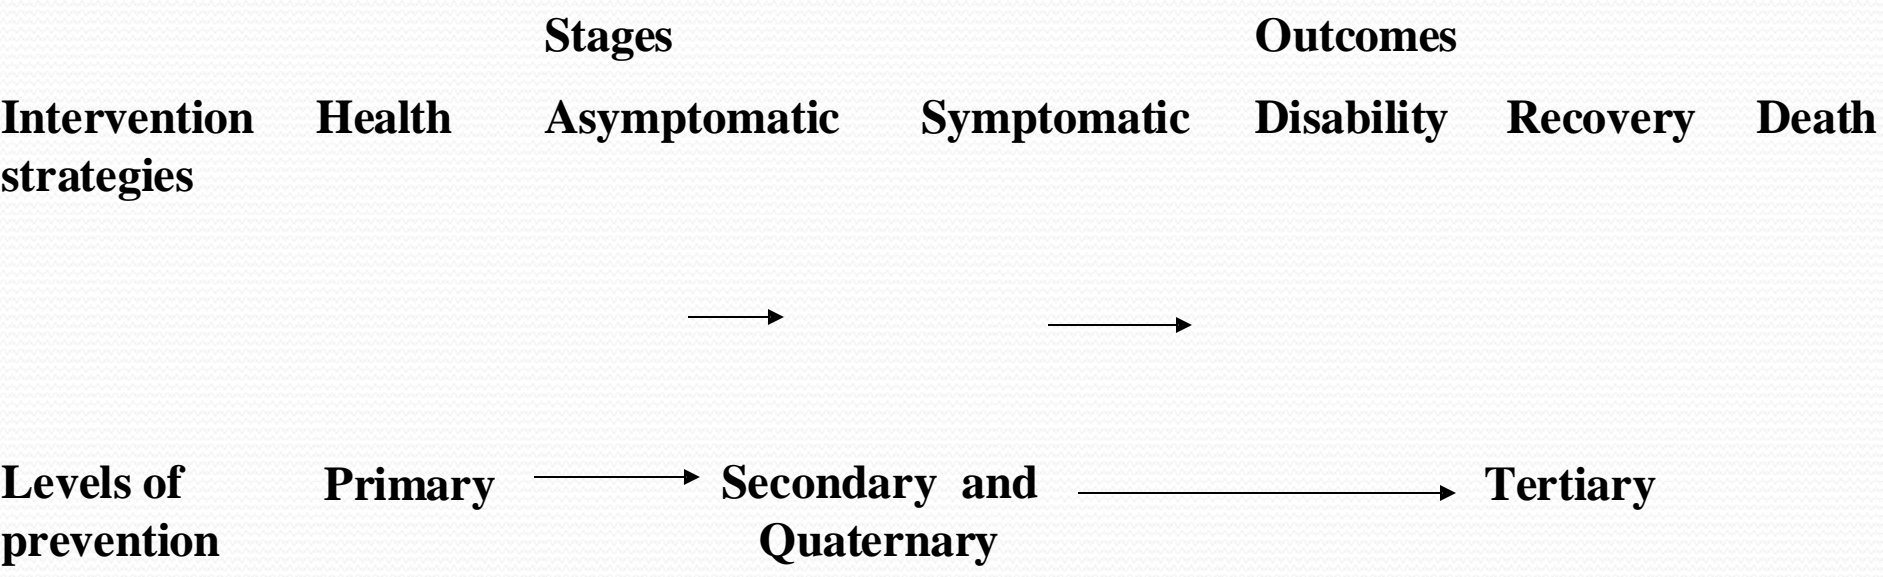 Stages Outcomes
Intervention Health Asymptomatic Symptomatic Disability Recovery Death
strategies
Levels of Primary Secondary and Tertiary
prevention Quaternary